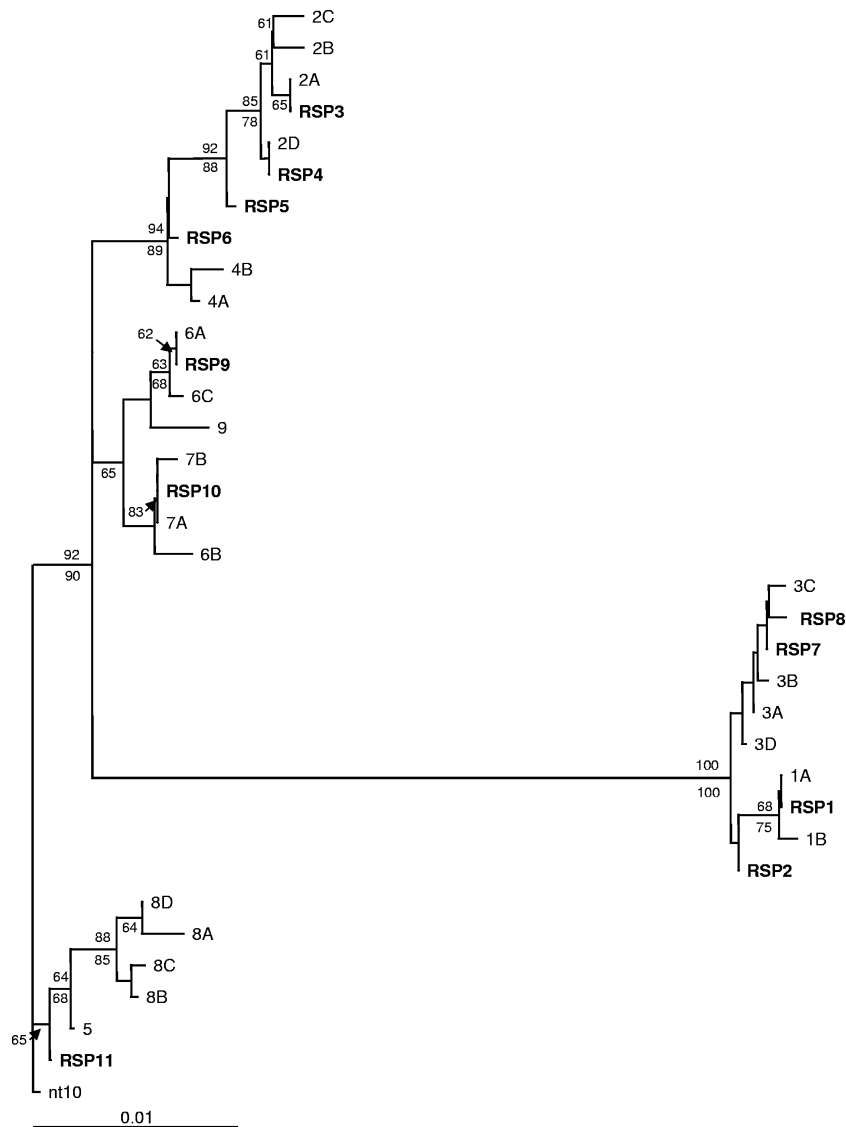 2C
61
2B
61
2A
65
RSP3
85
78
2D
92
88
RSP4
RSP5
94
89
RSP6
4B
4A
62
6A
63
68
RSP9
6C
9
65
7B
RSP10
83
7A
6B
92
90
3C
RSP8
RSP7
3B
3A
3D
100
100
1A
68
75
RSP1
1B
RSP2
8D
64
8A
88
85
8C
8B
64
68
5
65
RSP11
nt10
0.01